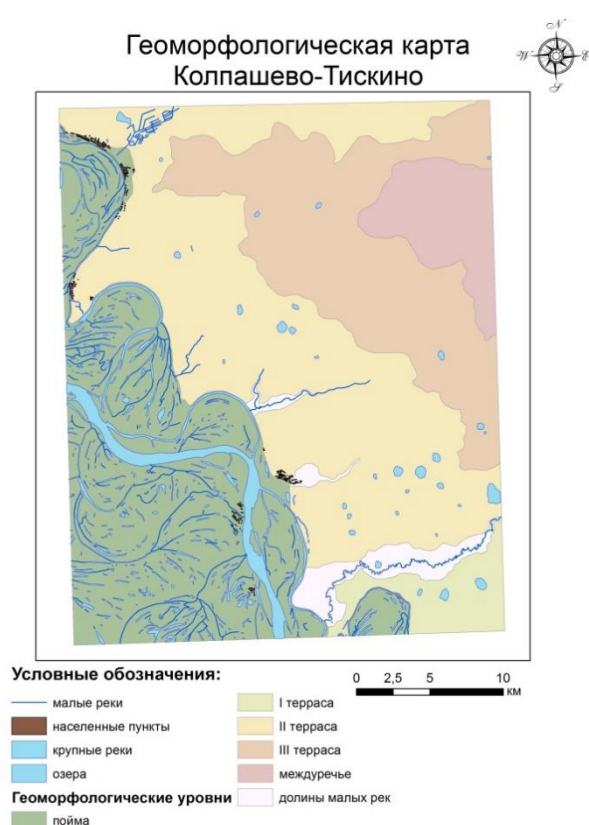 Геоморфологическая карта
Колпашево-Тискино
N
W E
S
Условные обозначения:
малые реки
населенные пункты
крупные реки
озера
Геоморфологические уровни
пойма
I терраса
II терраса
III терраса
междуречье
долины малых рек
0 2,5 5 10
км